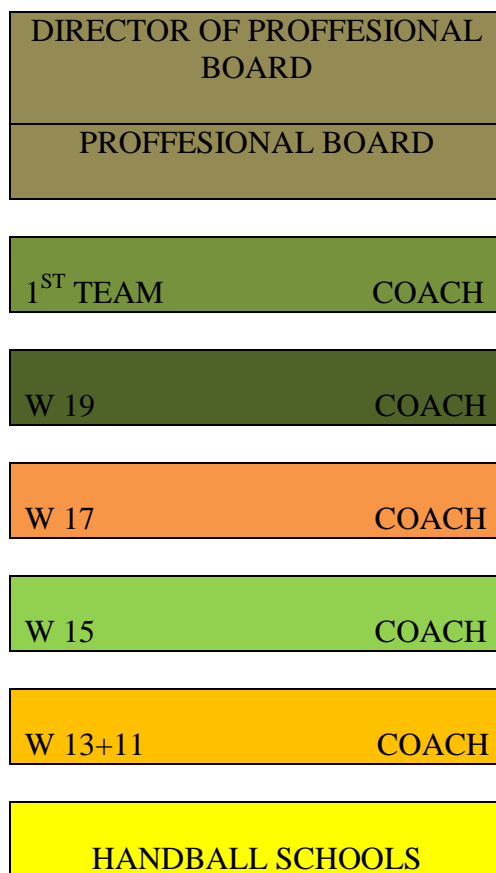 DIRECTOR OF PROFFESIONAL
BOARD
PROFFESIONAL BOARD
1ST TEAM COACH
W 19 COACH
W 17 COACH
W 15 COACH
W 13+11 COACH
HANDBALL SCHOOLS